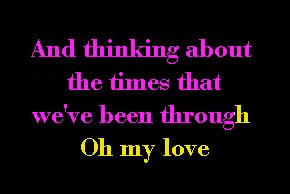 And thinking about
the times that
we've been through
Oh my love